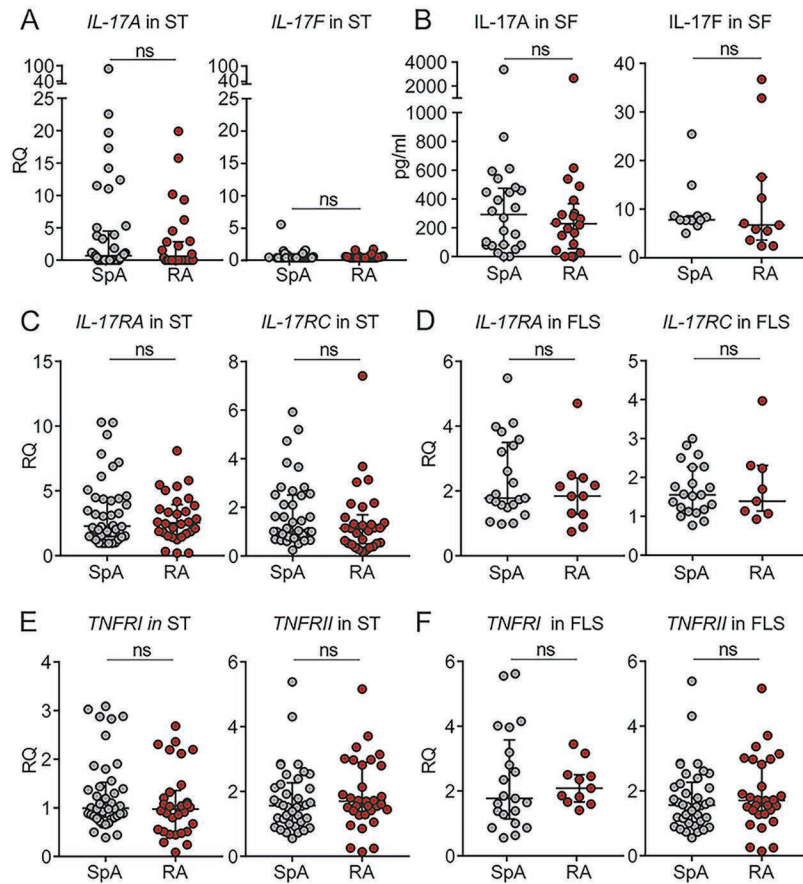 A
IL-17A in ST
IL-17F in ST
B
IL-17A in SF
IL-17F in SF
ns
ns
ns
ns
100
40
25
20
15
10
5
0
RQ
SpA
RA
100
40
25
20
15
10
5
0
SpA
RA
4000
2000
1000
800
600
400
200
0
pg/ml
SpA
RA
40
30
20
10
0
SpA
RA
C
IL-17RA in ST
IL-17RC in ST
D
IL-17RA in FLS
IL-17RC in FLS
ns
ns
ns
ns
15
10
5
0
RQ
SpA
RA
8
6
4
2
0
SpA
RA
6
4
2
0
RQ
SpA
RA
5
4
3
2
1
0
SpA
RA
E
TNFRI in ST
TNFRII in ST
F
TNFRI in FLS
TNFRII in FLS
ns
ns
ns
ns
4
3
2
1
0
RQ
SpA
RA
6
4
2
0
SpA
RA
6
4
2
0
RQ
SpA
RA
6
4
2
0
SpA
RA